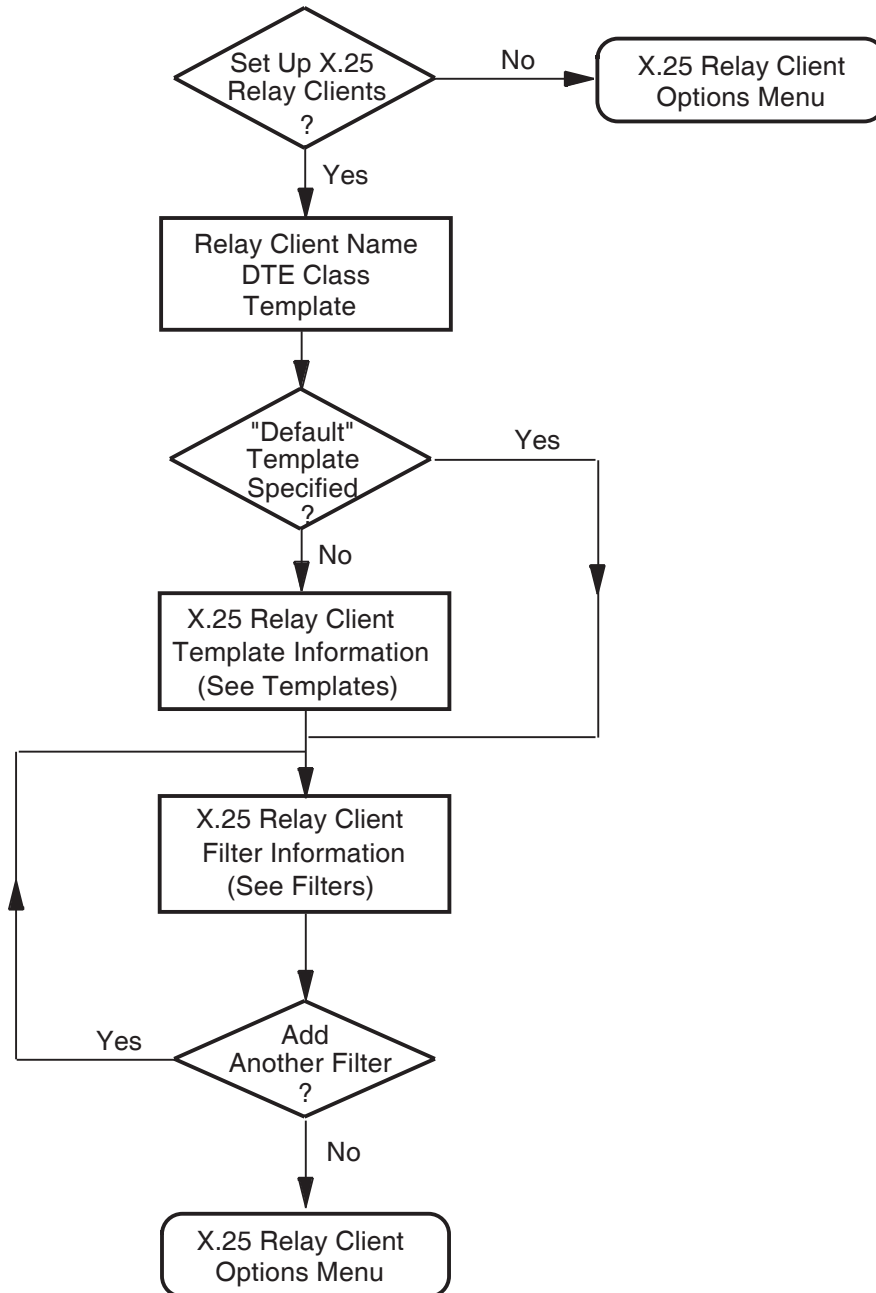 Set Up X.25
Relay Clients
?
No
X.25 Relay Client
Options Menu
Yes
Relay Client Name
DTE Class
Template
"Default"
Template
Specified
?
Yes
No
X.25 Relay Client
Template Information
(See Templates)
X.25 Relay Client
Filter Information
(See Filters)
Add
Another Filter
?
Yes
No
X.25 Relay Client
Options Menu